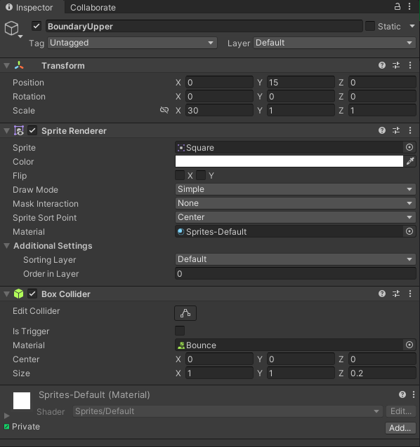 Inspector Collaborate
BoundaryUpper Static
Tag Untagged Layer Default
Transform
Position X 0 Y 15 Z 0
Rotation X 0 Y 0 Z 0
Scale X 30 Y 1 Z 1
Sprite Renderer
Sprite Square
Color
Flip X Y
Draw Mode Simple
Mask Interaction None
Sprite Sort Point Center
Material Sprites-Default
Additional Settings
Sorting Layer Default
Order in Layer 0
Box Collider
Edit Collider
Is Trigger
Material Bounce
Center X 0 Y 0 Z 0
Size X 1 Y 1 Z 0.2
Sprites-Default (Material)
Shader Sprites/Default Edit...
Private Add...